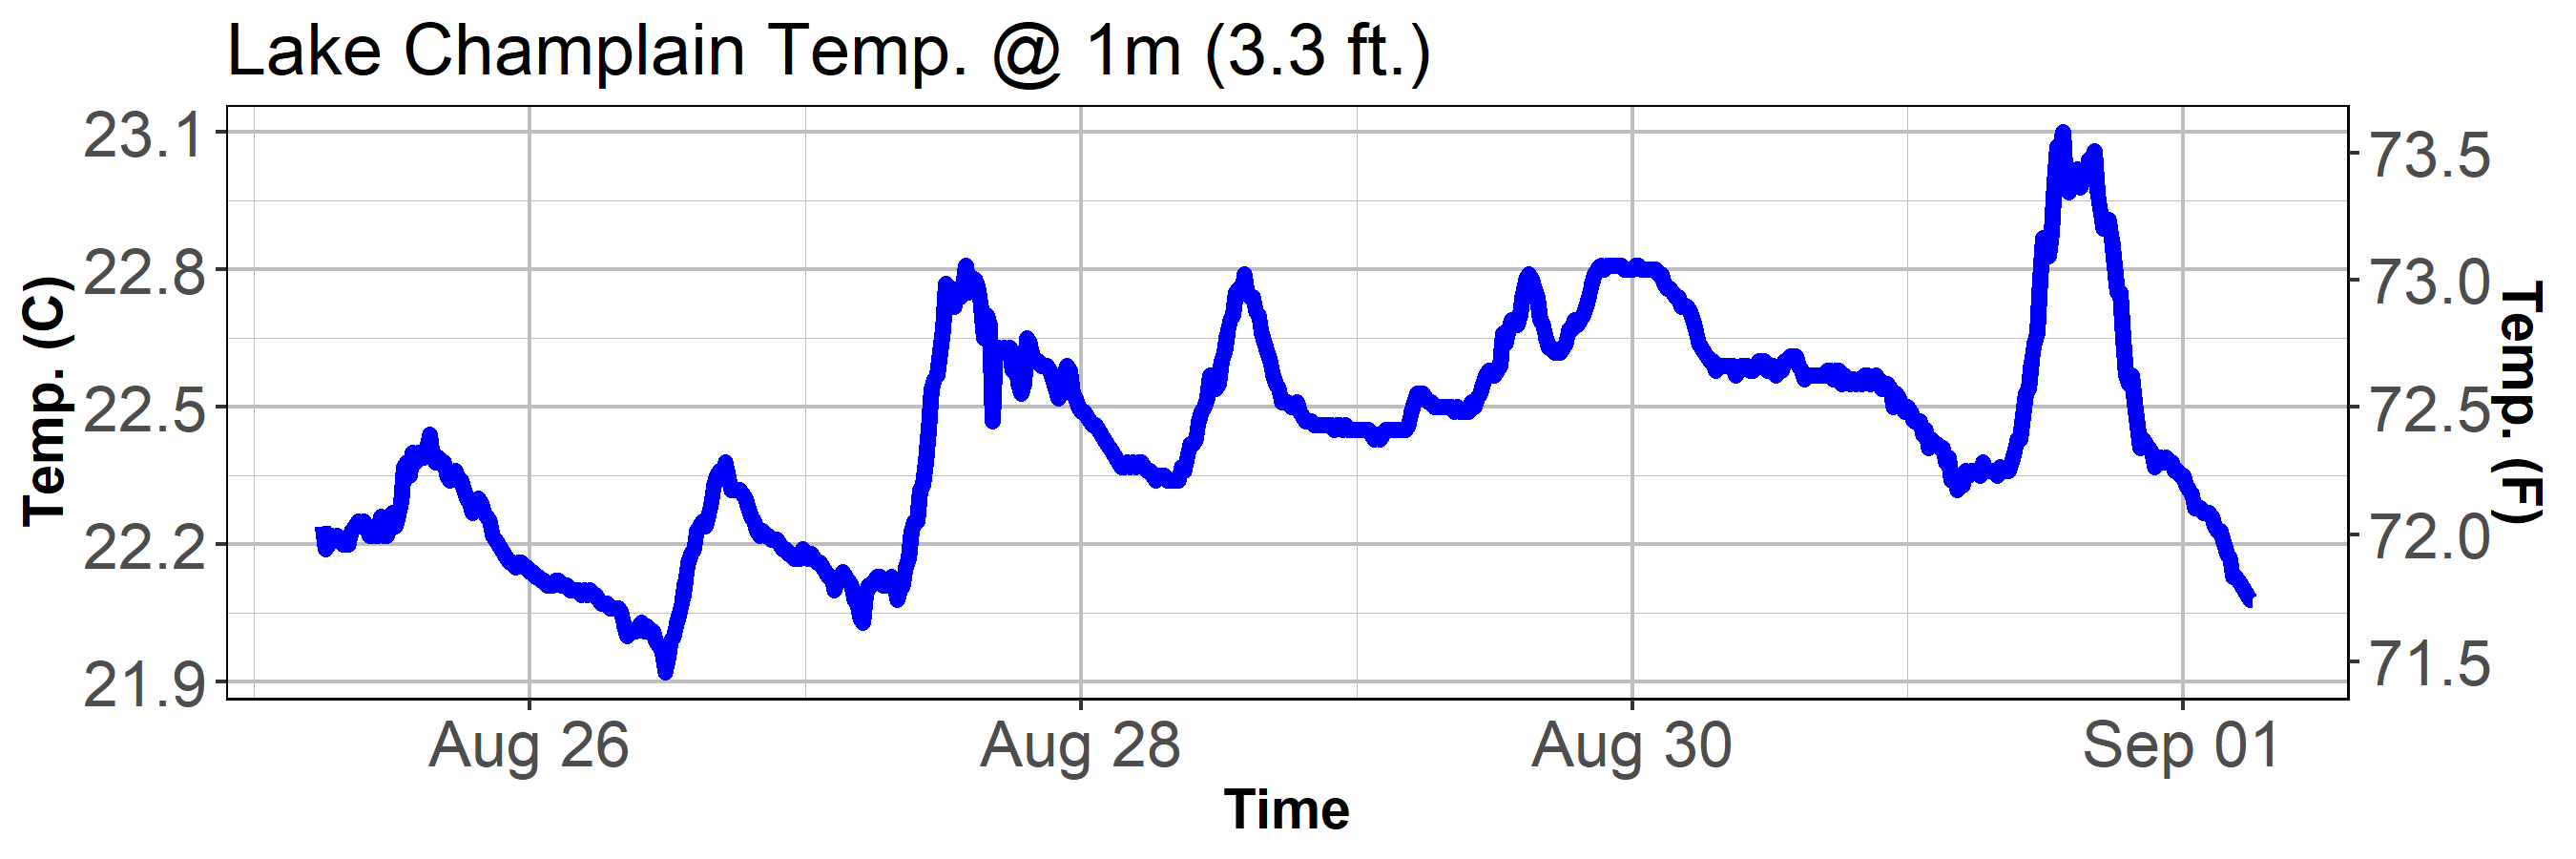 Lake Champlain Temp. @ 1m (3.3 ft.)
Temp. (C)
23.1
22.8
22.5
22.2
21.9
73.5
73.0
72.5
72.0
71.5
Temp. (F)
Aug 26
Aug 28
Aug 30
Sep 01
Time